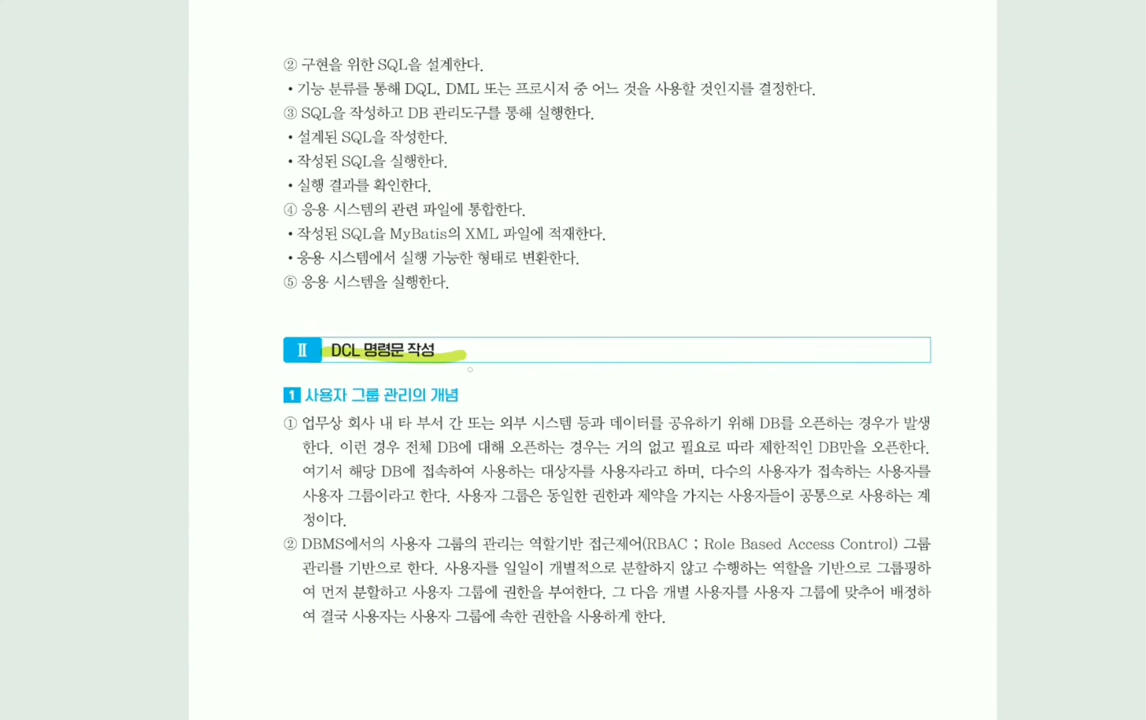 ② 구현을 위한 SQL을 설계한다.
• 기능 분류를 통해 DQL, DML 또는 프로시저 중 어느 것을 사용할 것인지를 결정한다.
③ SQL을 작성하고 DB 관리도구를 통해 실행한다.
• 설계된 SQL을 작성한다.
• 작성된 SQL을 실행한다.
• 실행 결과를 확인한다.
④ 응용 시스템의 관련 파일에 통합한다.
• 작성된 SQL을 MyBatis의 XML 파일에 적재한다.
• 응용 시스템에서 실행 가능한 형태로 변환한다.
⑤ 응용 시스템을 실행한다.
Ⅱ DCL 명령문 작성
1 사용자 그룹 관리의 개념
① 업무상 회사 내 타 부서 간 또는 외부 시스템 등과 데이터를 공유하기 위해 DB를 오픈하는 경우가 발생
한다. 이런 경우 전체 DB에 대해 오픈하는 경우는 거의 없고 필요로 따라 제한적인 DB만을 오픈한다.
여기서 해당 DB에 접속하여 사용하는 대상자를 사용자라고 하며, 다수의 사용자가 접속하는 사용자를
사용자 그룹이라고 한다. 사용자 그룹은 동일한 권한과 제약을 가지는 사용자들이 공통으로 사용하는 계
정이다.
② DBMS에서의 사용자 그룹의 관리는 역할기반 접근제어(RBAC ; Role Based Access Control) 그룹
관리를 기반으로 한다. 사용자를 일일이 개별적으로 분할하지 않고 수행하는 역할을 기반으로 그룹핑하
여 먼저 분할하고 사용자 그룹에 권한을 부여한다. 그 다음 개별 사용자를 사용자 그룹에 맞추어 배정하
여 결국 사용자는 사용자 그룹에 속한 권한을 사용하게 한다.